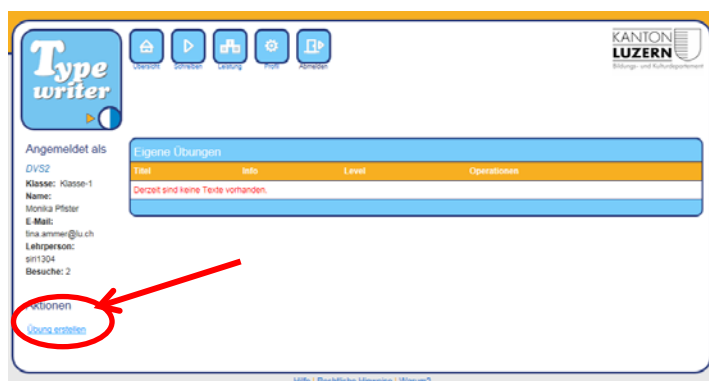 Type
writer
Übersicht Schreiben Leistung Profil Abmelden
KANTON
LUZERN
Bildungs- und Kulturdepartement
Angemeldet als
DVS2
Klasse: Klasse-1
Name:
Monika Pfister
E-Mail:
tina.ammer@lu.ch
Lehrperson:
siri1304
Besuche: 2
Eigene Übungen
Titel Info Level Operationen
Derzeit sind keine Texte vorhanden.
Aktionen
Übung erstellen
Hilfe | Rechtliche Hinweise | Warum?